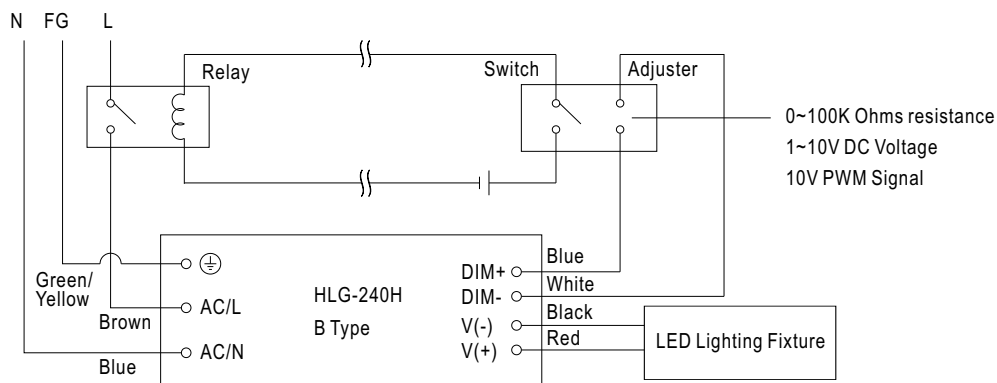 N FG L
Relay
Switch
Adjuster
0~100K Ohms resistance
1~10V DC Voltage
10V PWM Signal
Green/
Yellow
Brown
Blue
AC/L
AC/N
HLG-240H
B Type
DIM+
DIM-
V(-)
V(+)
Blue
White
Black
Red
LED Lighting Fixture